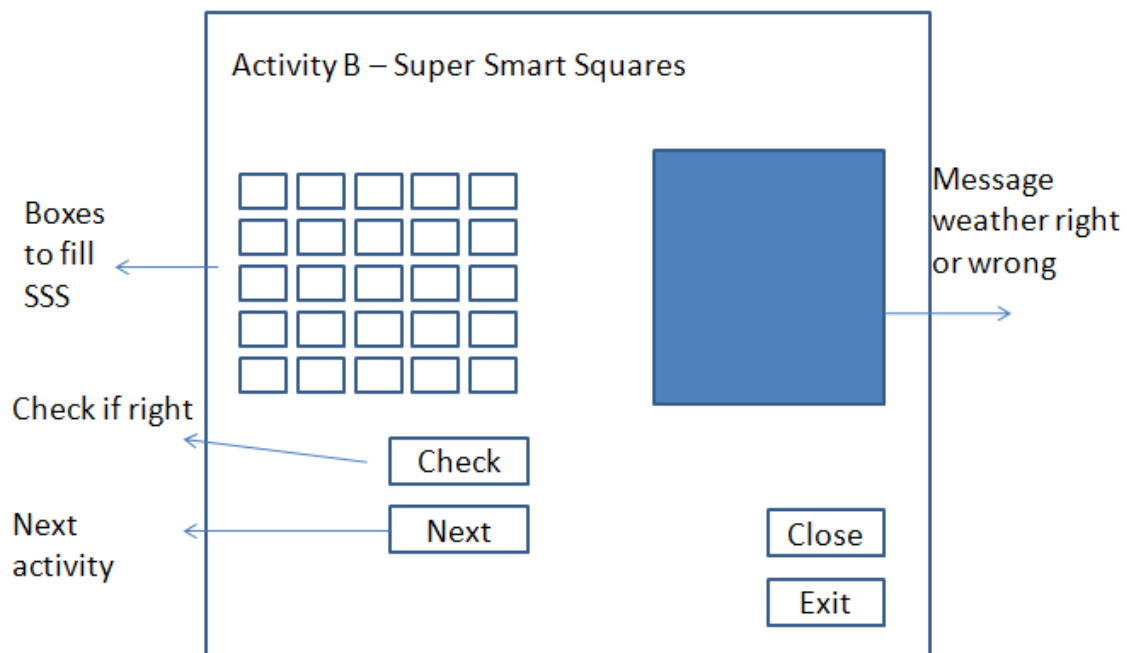 Activity B – Super Smart Squares
Boxes
to fill
SSS
Message
weather right
or wrong
Check if right
Check
Next
activity
Next
Close
Exit